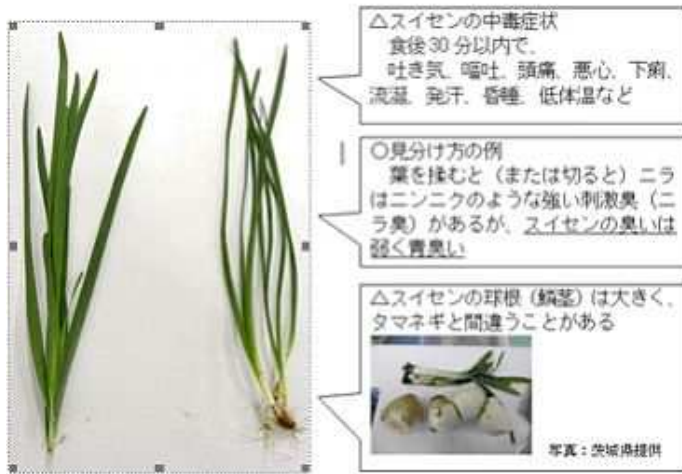 △スイセンの中毒症状
食後30分以内で、
吐き気、嘔吐、頭痛、悪心、下痢、
流涎、発汗、昏睡、低体温など
○見分け方の例
葉を揉むと（または切ると）ニラ
はニンニクのような強い刺激臭（ニ
ラ臭）があるが、スイセンの臭いは
弱く青臭い
△スイセンの球根（鱗茎）は大きく、
タマネギと間違うことがある
写真：茨城県提供